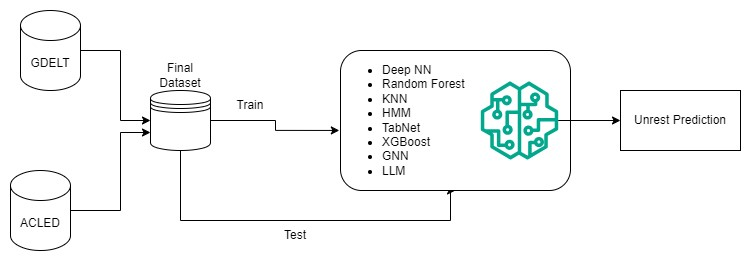 GDELT
Final
Dataset
Train
Deep NN
Random Forest
KNN
HMM
TabNet
XGBoost
GNN
LLM
Unrest Prediction
ACLED
Test